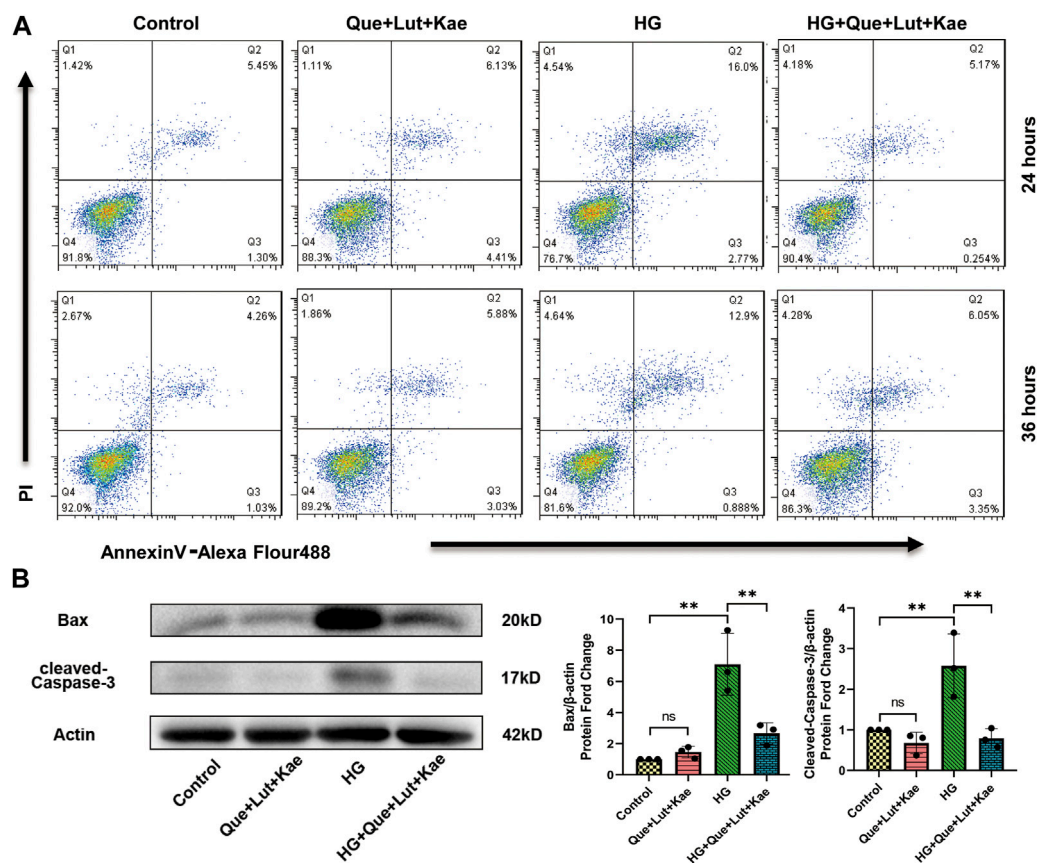 A
Control
Que+Lut+Kae
HG
HG+Que+Lut+Kae
Q1
1.42%
Q2
5.45%
Q4
91.8%
Q3
1.30%
Q1
1.11%
Q2
6.13%
Q4
88.3%
Q3
4.41%
Q1
4.54%
Q2
16.0%
Q4
76.7%
Q3
2.77%
Q1
4.18%
Q2
5.17%
Q4
90.4%
Q3
0.254%
24 hours
Q1
2.67%
Q2
4.26%
Q4
92.0%
Q3
1.03%
Q1
1.86%
Q2
5.88%
Q4
89.2%
Q3
3.03%
Q1
4.64%
Q2
12.9%
Q4
81.6%
Q3
0.888%
Q1
4.28%
Q2
6.05%
Q4
86.3%
Q3
3.35%
36 hours
PI
AnnexinV-Alexa Flour488
B
Bax
20kD
cleaved-
Caspase-3
17kD
Actin
42kD
Control
Que+Lut+Kae
HG
HG+Que+Lut+Kae
Bax/β-actin
Protein Ford Change
10
8
6
4
2
0
ns
**
**
Control
Que+Lut+Kae
HG
HG+Que+Lut+Kae
Cleaved-Caspase-3/β-actin
Protein Ford Change
4
3
2
1
0
ns
**
**
Control
Que+Lut+Kae
HG
HG+Que+Lut+Kae